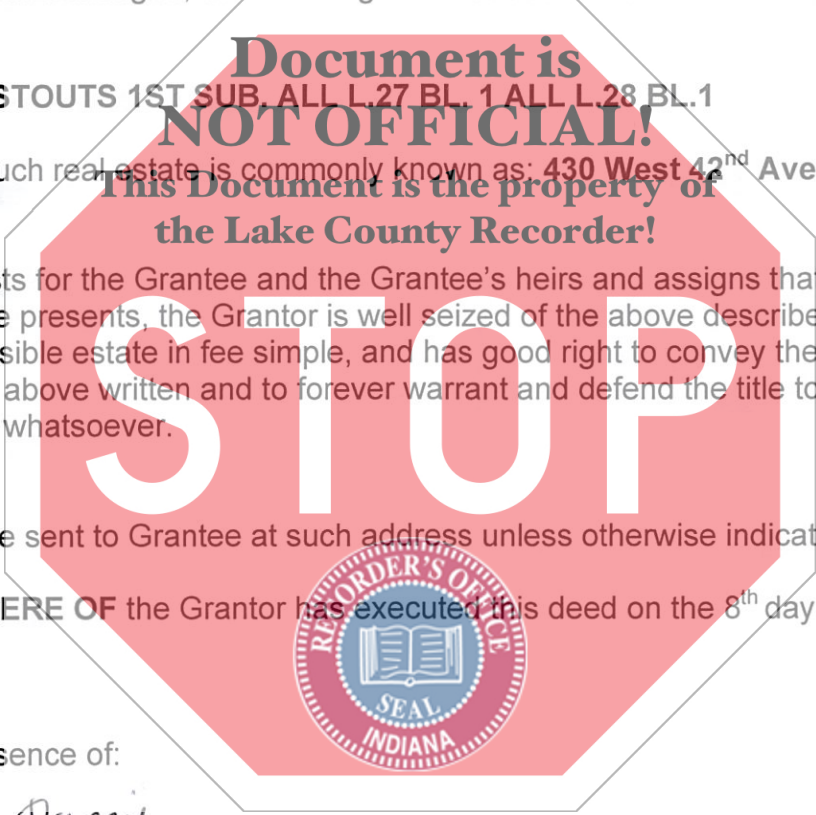 Document is
STOUTS 1ST SUB. ALL L.27 BL. 1 ALL L.28 BL.1
NOT OFFICIAL!
uch real estate is commonly known as: 430 West 42nd Ave
This Document is the property of
the Lake County Recorder!
ts for the Grantee and the Grantee's heirs and assigns that
e presents, the Grantor is well seized of the above describe
sible estate in fee simple, and has good right to convey the
above written and to forever warrant and defend the title to
whatsoever.
STOP
e sent to Grantee at such address unless otherwise indicat
RECORDER'S OFFICE
ERE OF the Grantor has executed this deed on the 8th day
SEAL
INDIANA
sence of: